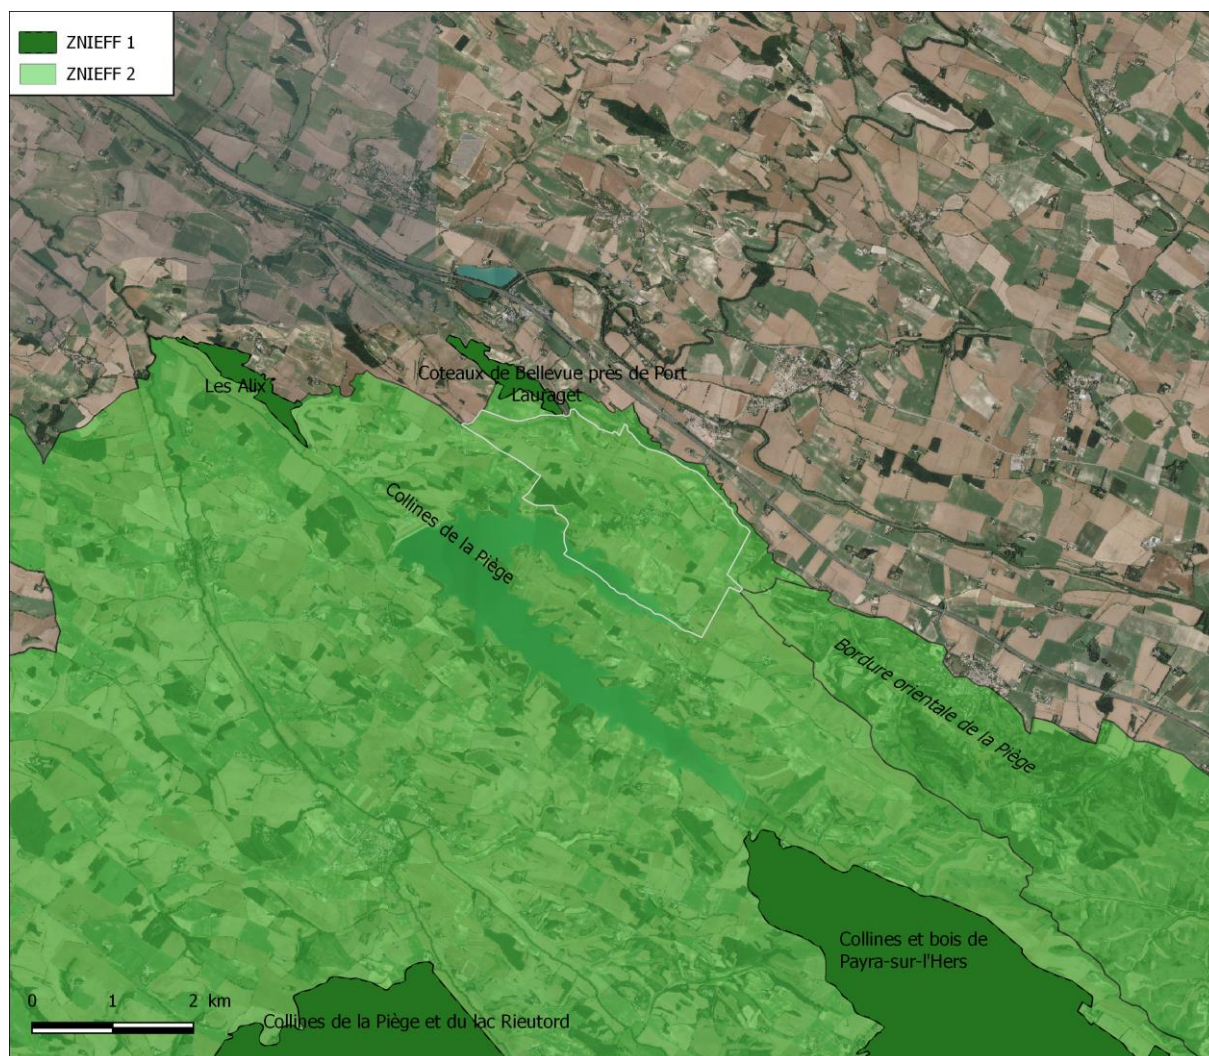 ZNIEFF 1
ZNIEFF 2
Les Alix
Coteaux de Bellevue près de Port
Lauraget
Collines de la Piège
Bordure orientale de la Piège
Collines et bois de
Payra-sur-l'Hers
0 1 2 km
Collines de la Piège et du lac Rieutord